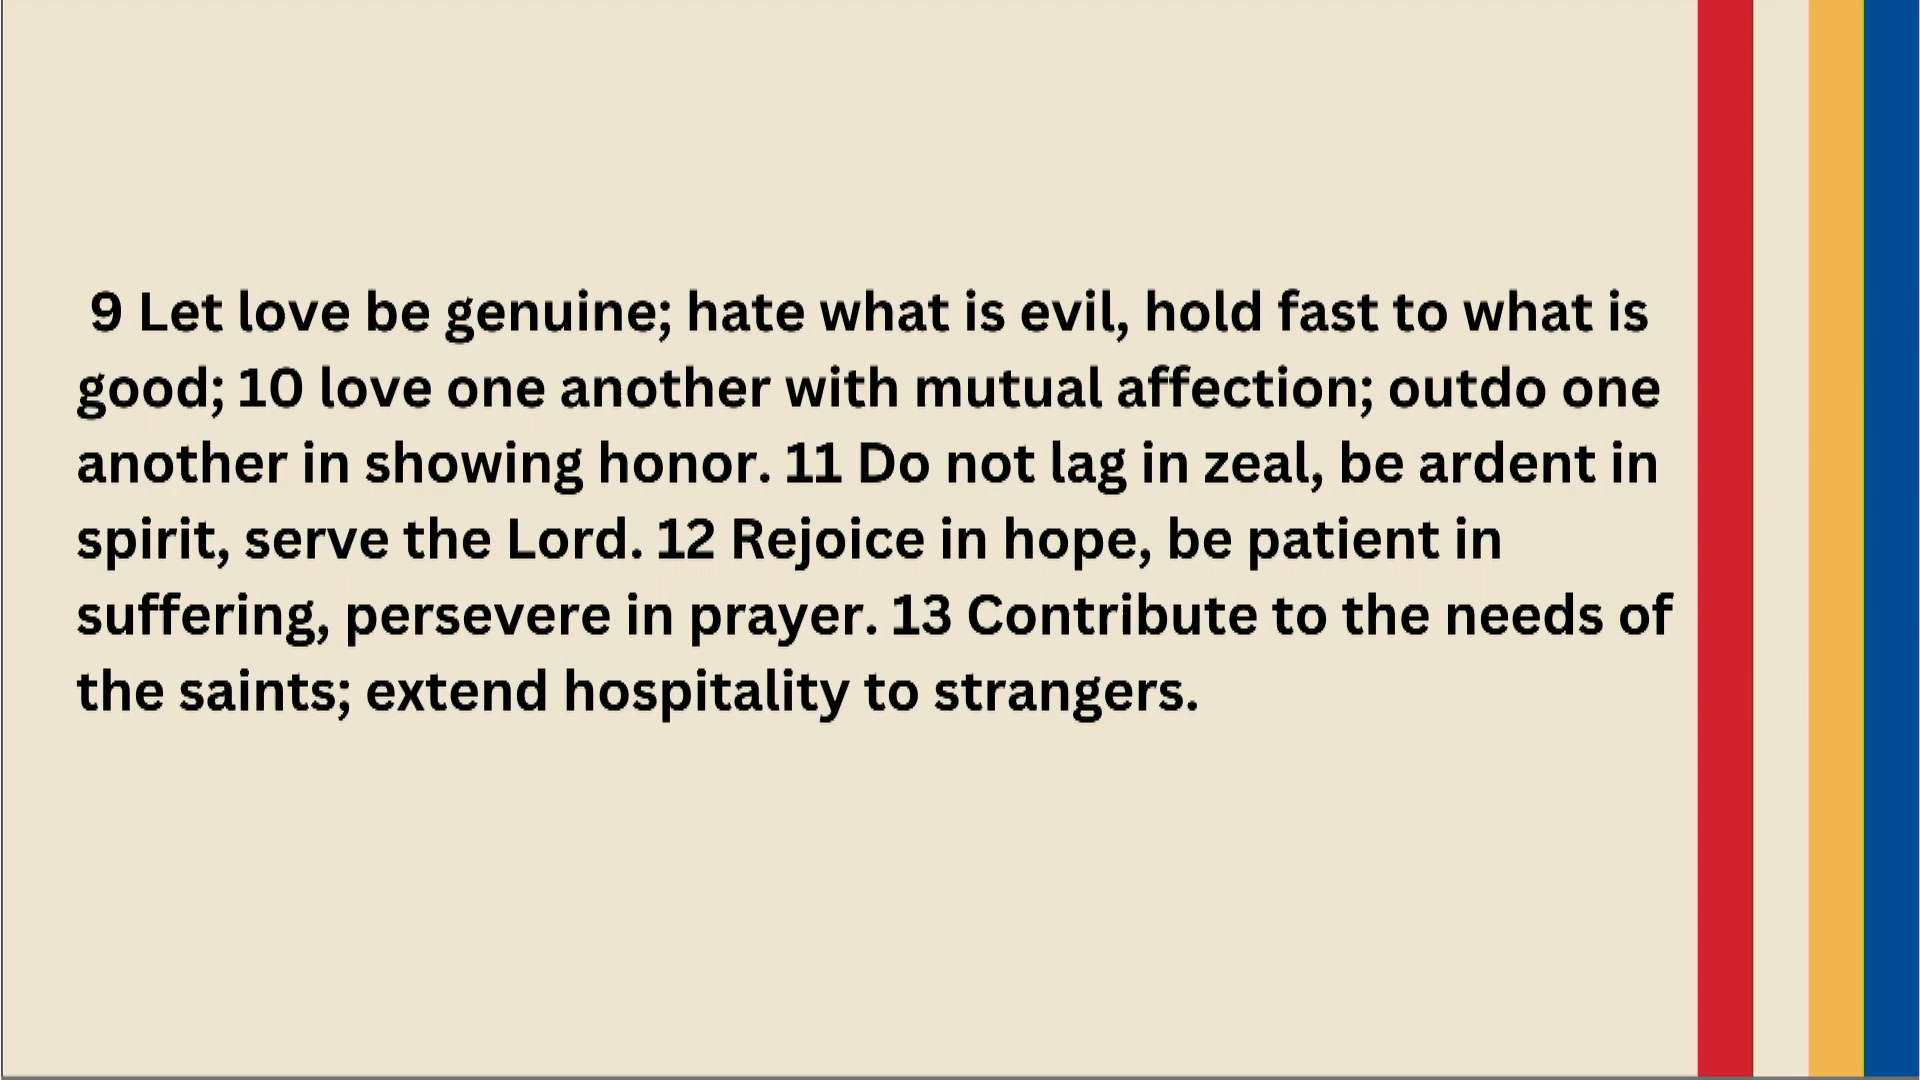 9 Let love be genuine; hate what is evil, hold fast to what is
good; 10 love one another with mutual affection; outdo one
another in showing honor. 11 Do not lag in zeal, be ardent in
spirit, serve the Lord. 12 Rejoice in hope, be patient in
suffering, persevere in prayer. 13 Contribute to the needs of
the saints; extend hospitality to strangers.